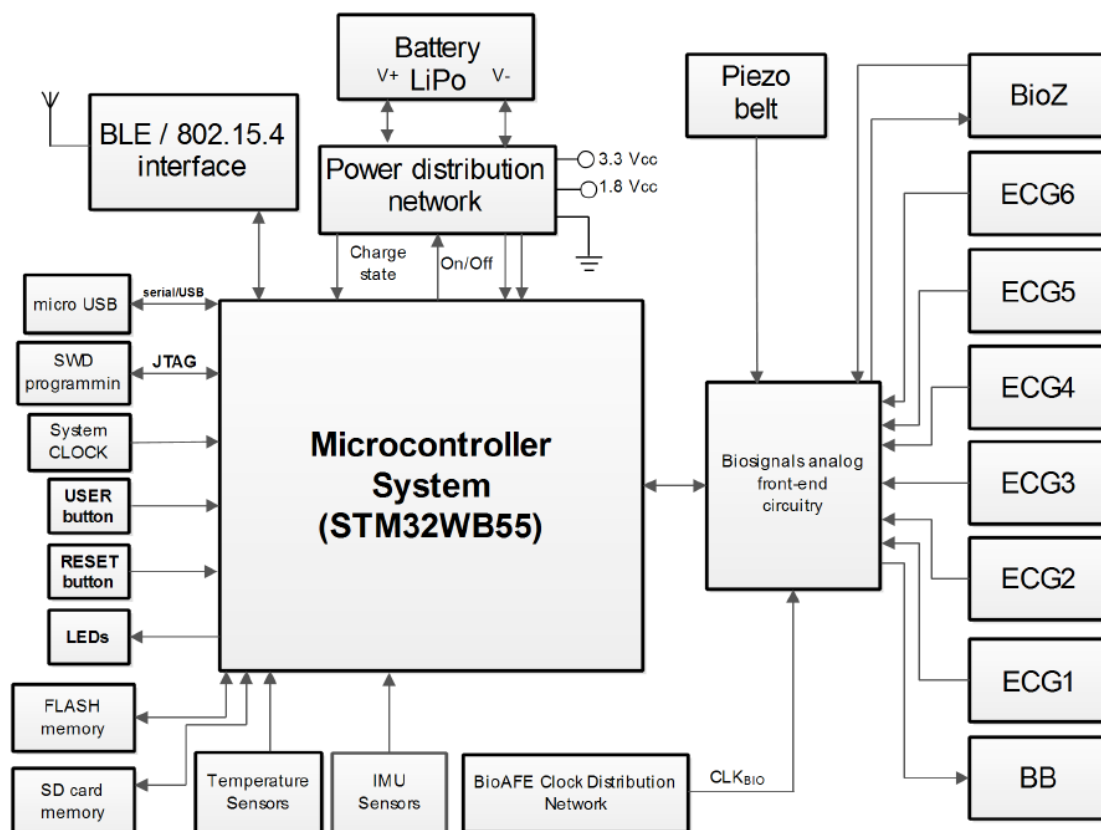 Battery
LiPo
V+
V-
BLE / 802.15.4
interface
Power distribution
network
3.3 Vcc
1.8 Vcc
Charge
state
On/Off
Piezo
belt
BioZ
ECG6
ECG5
ECG4
ECG3
ECG2
ECG1
BB
micro USB
serial/USB
SWD
programmin
JTAG
System
CLOCK
USER
button
RESET
button
LEDs
FLASH
memory
SD card
memory
Microcontroller
System
(STM32WB55)
Biosignals analog
front-end
circuitry
Temperature
Sensors
IMU
Sensors
BioAFE Clock Distribution
Network
CLKBIO